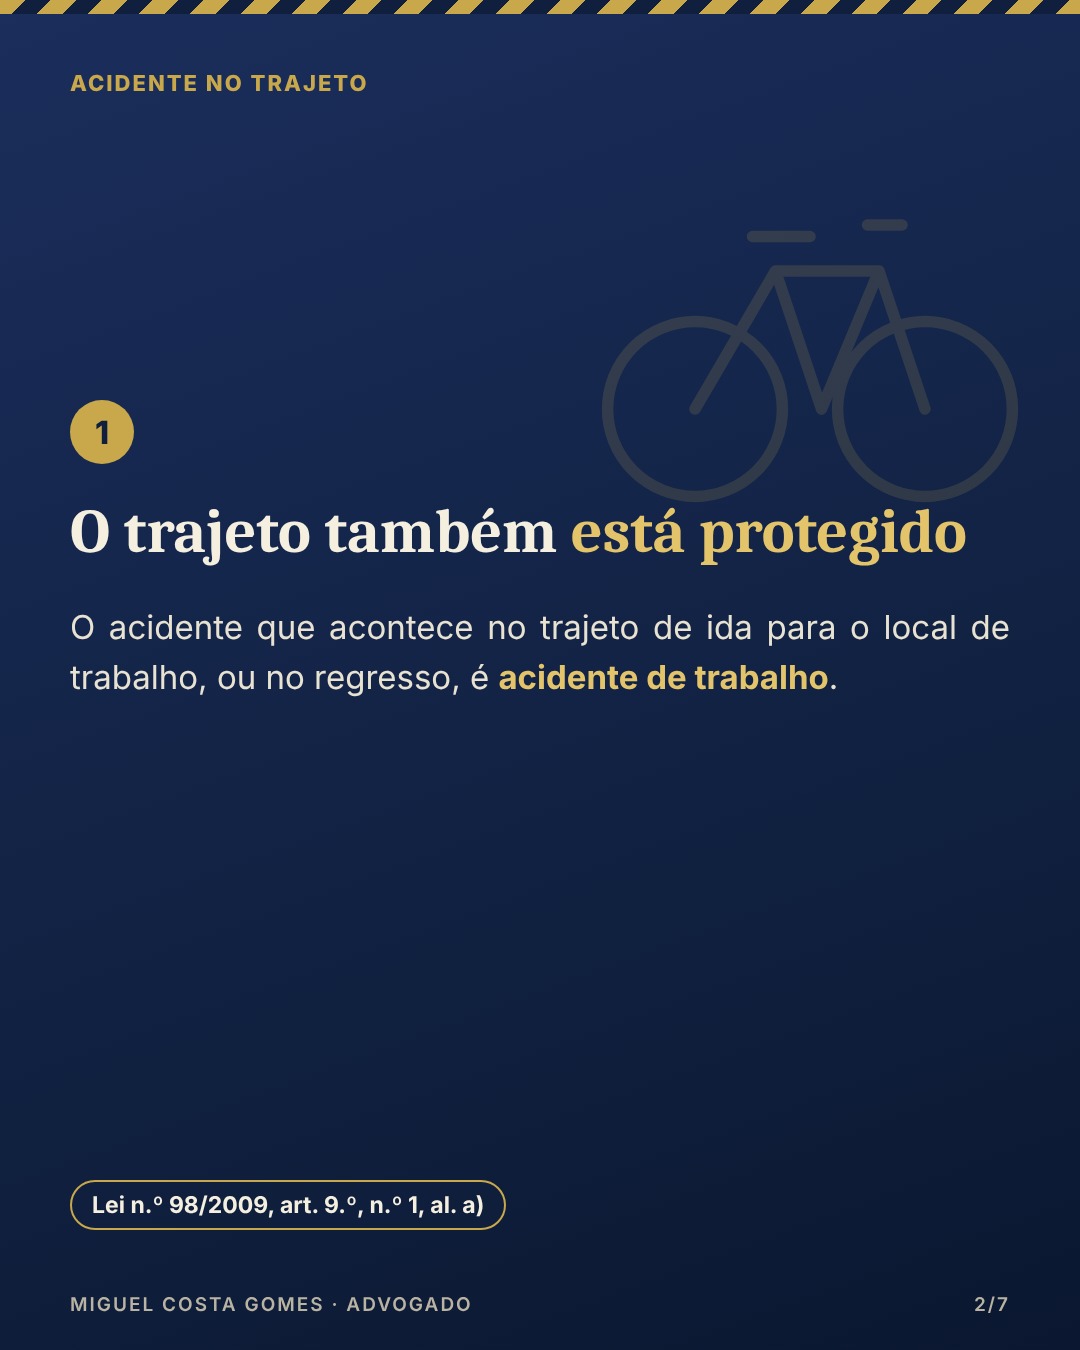 ACIDENTE NO TRAJETO
1
O trajeto também está protegido
O acidente que acontece no trajeto de ida para o local de
trabalho, ou no regresso, é acidente de trabalho.
Lei n.º 98/2009, art. 9.º, n.º 1, al. a)
MIGUEL COSTA GOMES · ADVOGADO
2/7